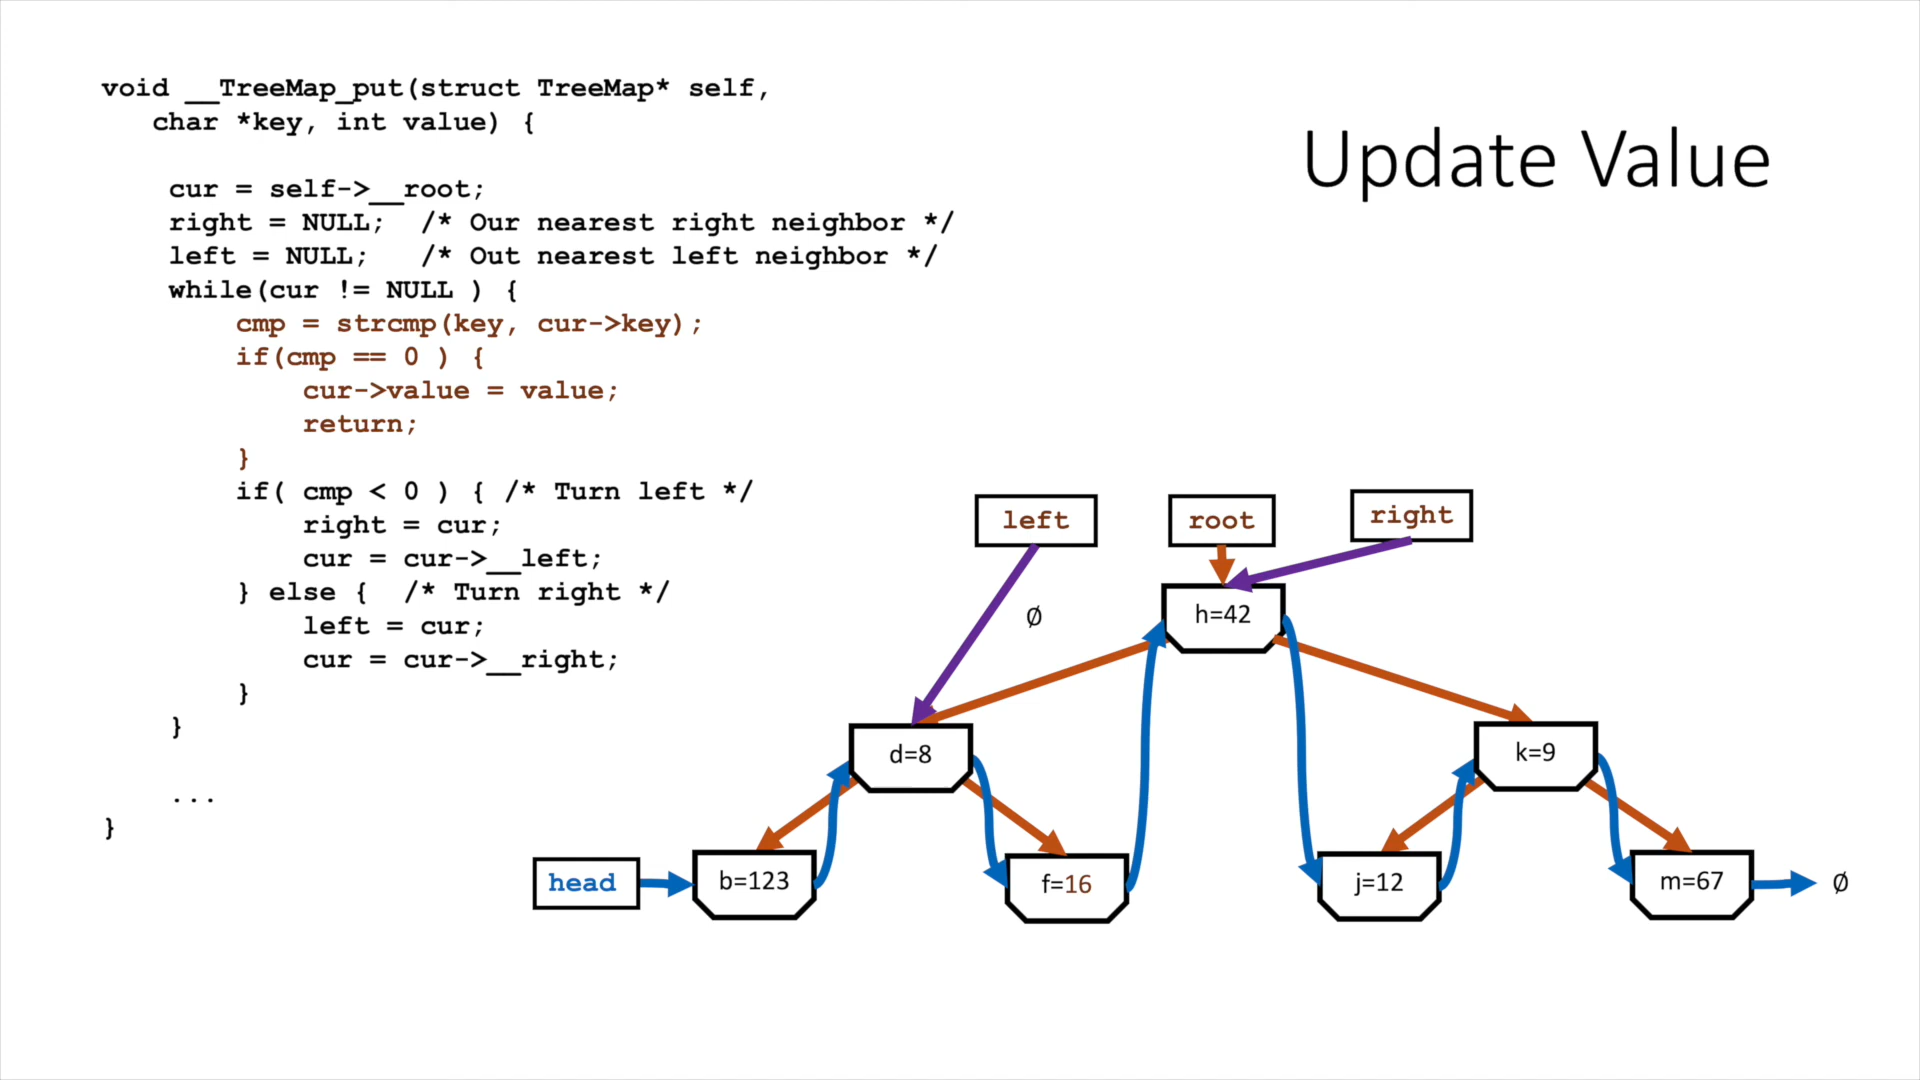 void __TreeMap_put(struct TreeMap* self,
char *key, int value) {
Update Value
cur = self->__root;
right = NULL; /* Our nearest right neighbor */
left = NULL; /* Out nearest left neighbor */
while(cur != NULL ) {
cmp = strcmp(key, cur->key);
if(cmp == 0 ) {
cur->value = value;
return;
}
if( cmp < 0 ) { /* Turn left */
right = cur;
cur = cur->__left;
} else { /* Turn right */
left = cur;
cur = cur->__right;
}
}
...
}
left
root
right
Ø
h=42
d=8
k=9
head
b=123
f=16
j=12
m=67
Ø